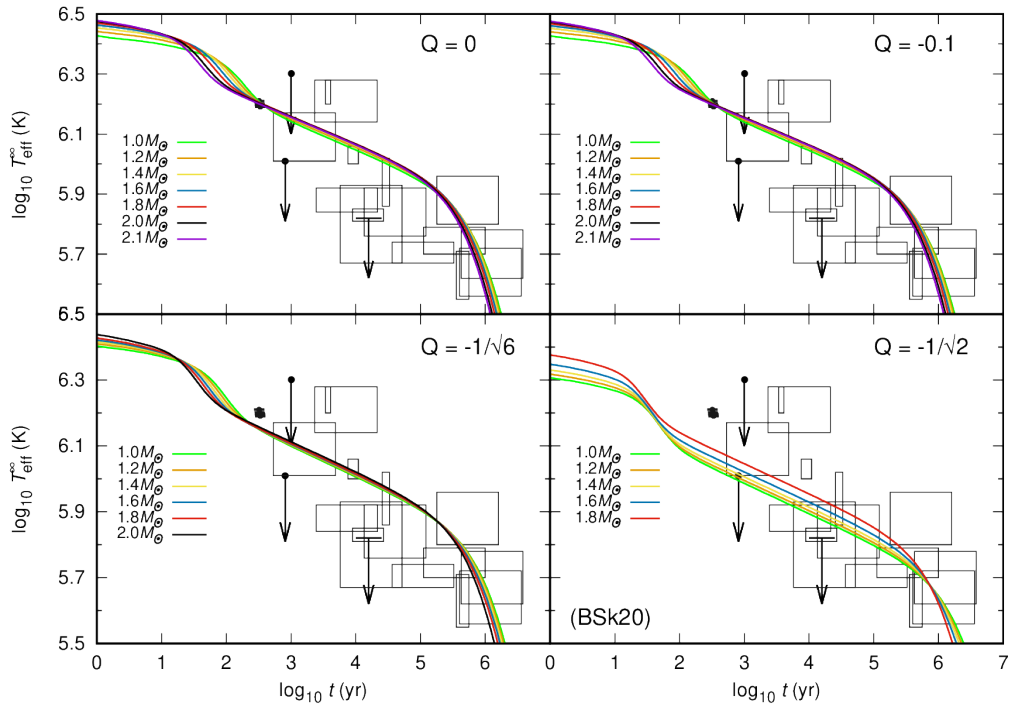 6.5
6.3
6.1
5.9
5.7
6.5
log₁₀ T∞eff (K)
Q = 0
1.0M⊙
1.2M⊙
1.4M⊙
1.6M⊙
1.8M⊙
2.0M⊙
2.1M⊙
Q = -0.1
1.0M⊙
1.2M⊙
1.4M⊙
1.6M⊙
1.8M⊙
2.0M⊙
2.1M⊙
6.3
6.1
5.9
5.7
5.5
log₁₀ T∞eff (K)
Q = -1/√6
1.0M⊙
1.2M⊙
1.4M⊙
1.6M⊙
1.8M⊙
2.0M⊙
0 1 2 3 4 5 6
log₁₀ t (yr)
Q = -1/√2
1.0M⊙
1.2M⊙
1.4M⊙
1.6M⊙
1.8M⊙
(BSk20)
0 1 2 3 4 5 6 7
log₁₀ t (yr)